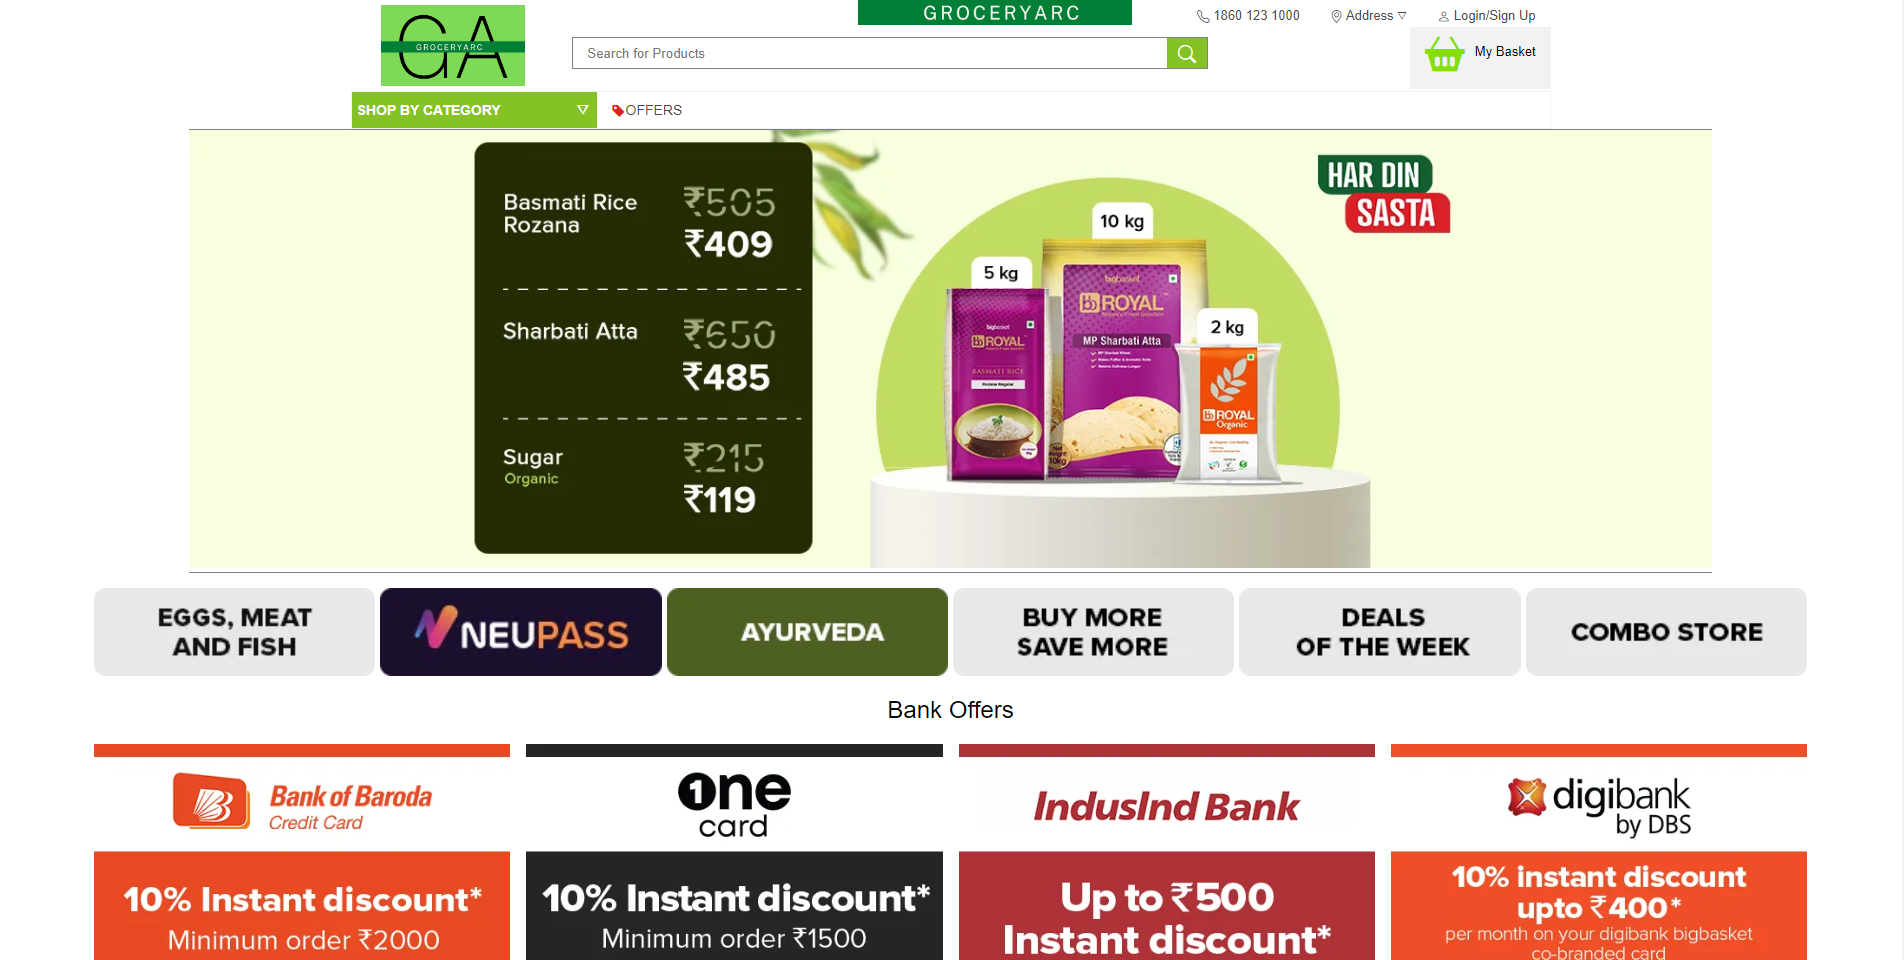 GROCERYARC
1860 123 1000
Address
Login/Sign Up
GA
GROCERYARC
Search for Products
My Basket
SHOP BY CATEGORY
OFFERS
Basmati Rice
Rozana
₹505
₹409
Sharbati Atta
₹650
₹485
Sugar
Organic
₹215
₹119
HAR DIN
SASTA
10 kg
5 kg
2 kg
bigbasket
bb ROYAL
BASMATI RICE
bigbasket
bb ROYAL
MP Sharbati Atta
bb ROYAL
Organic
EGGS, MEAT
AND FISH
NEUPASS
AYURVEDA
BUY MORE
SAVE MORE
DEALS
OF THE WEEK
COMBO STORE
Bank Offers
Bank of Baroda
Credit Card
10% Instant discount*
Minimum order ₹2000
1ne
card
10% Instant discount*
Minimum order ₹1500
IndusInd Bank
Up to ₹500
Instant discount*
digibank
by DBS
10% instant discount
upto ₹400*
per month on your digibank bigbasket
co-branded card